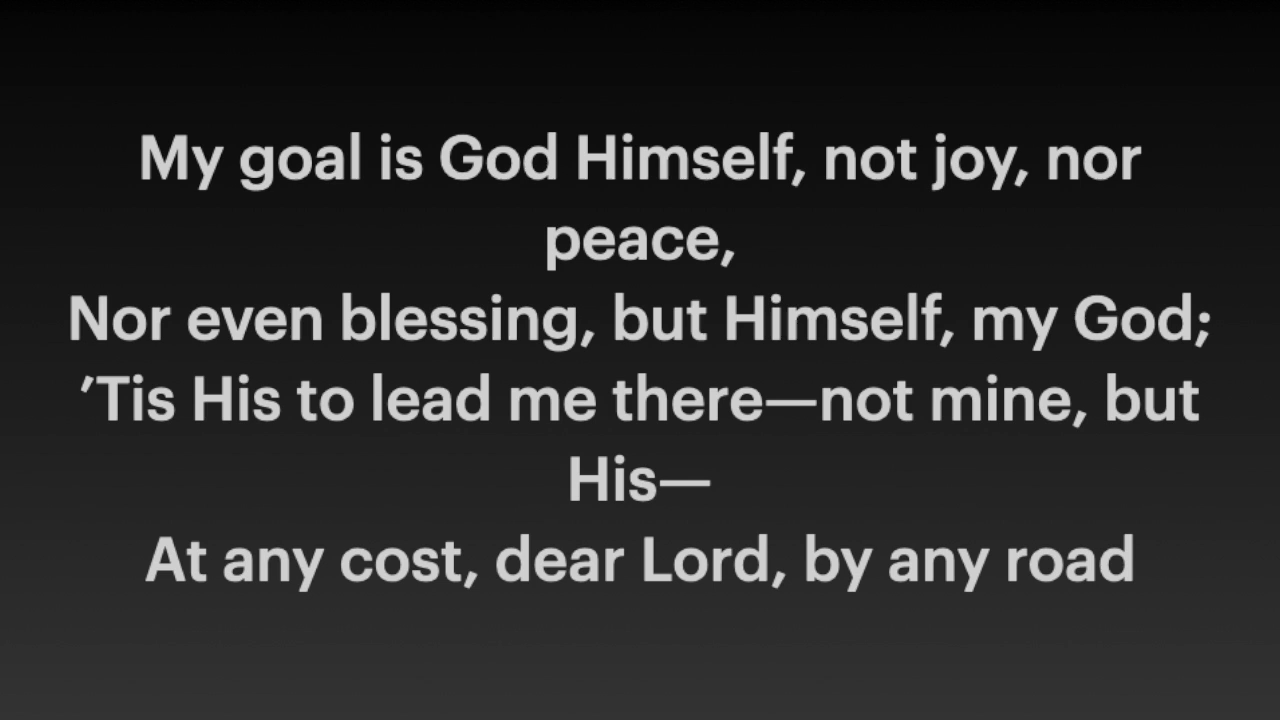 My goal is God Himself, not joy, nor
peace,
Nor even blessing, but Himself, my God;
’Tis His to lead me there—not mine, but
His—
At any cost, dear Lord, by any road